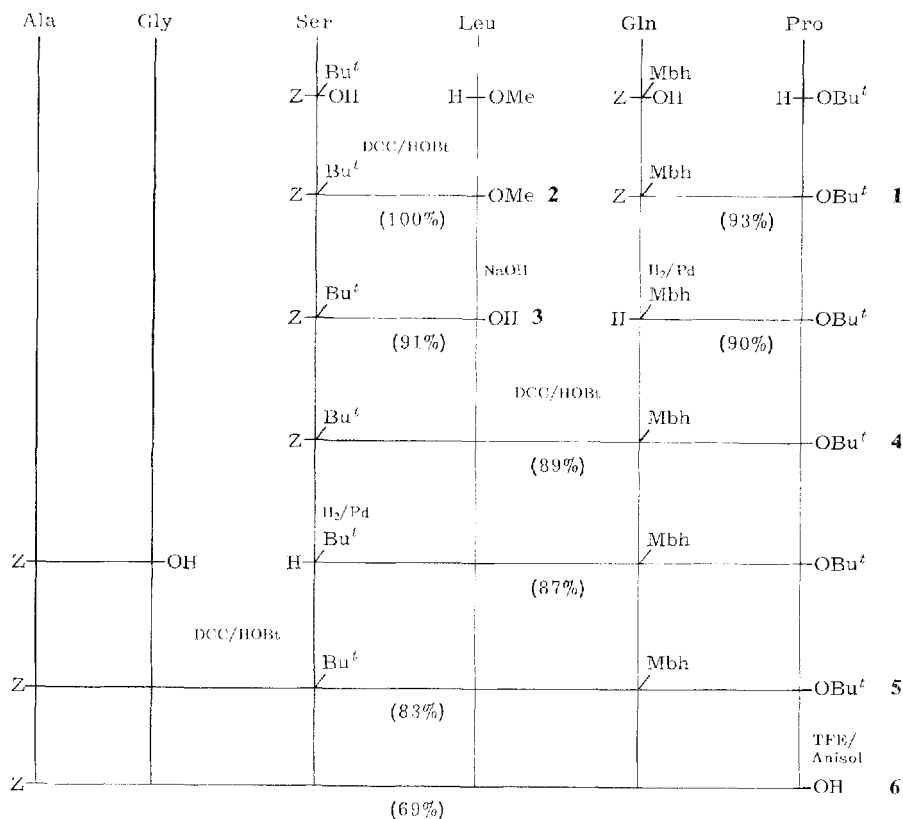 Ala Gly Ser Leu Gln Pro
Bu^t Mbh
Z OH H OMe Z OH H OBu^t
DCC/HOBt
Bu^t Mbh
Z OMe 2 Z OBu^t 1
(100%) (93%)
NaOH H₂/Pd
Bu^t Mbh
Z OH 3 H OBu^t
(91%) (90%)
DCC/HOBt
Bu^t Mbh
Z OBu^t 4
(89%)
H₂/Pd
Bu^t Mbh
Z OH H OBu^t
(87%)
DCC/HOBt
Bu^t Mbh
Z OBu^t 5
(83%)
TFE/
Anisol
Z OH 6
(69%)